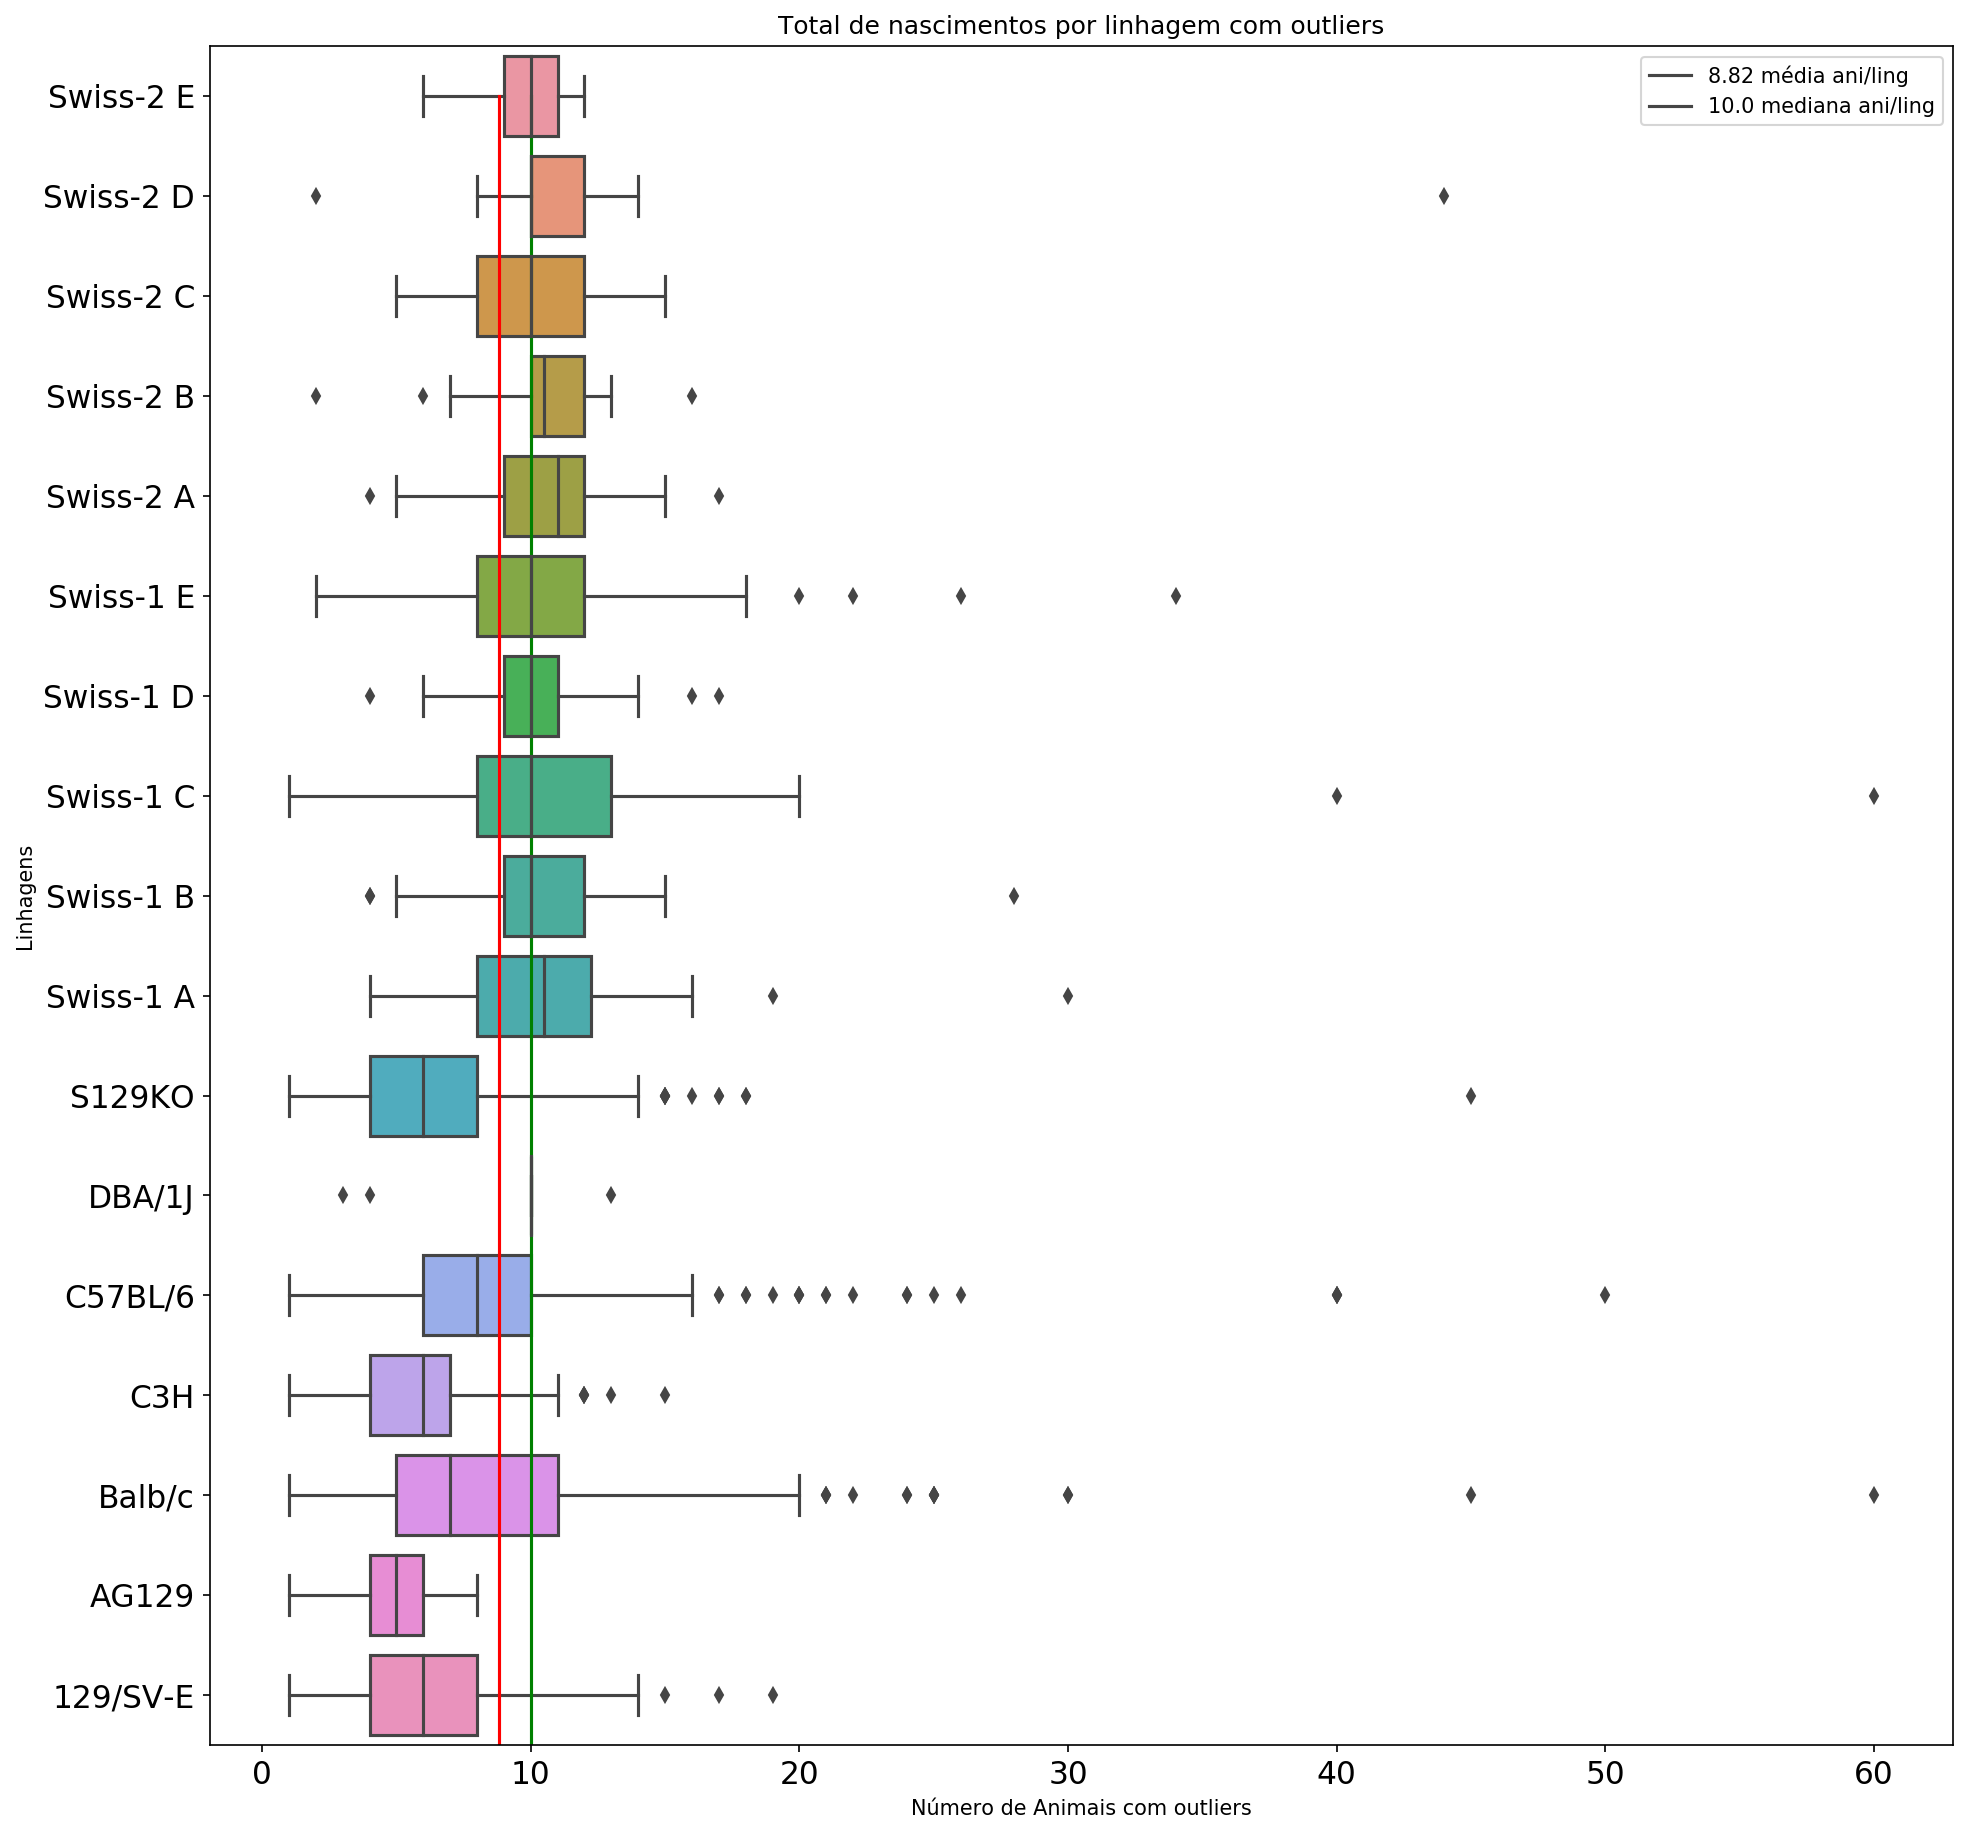 Total de nascimentos por linhagem com outliers
8.82 média ani/ling
10.0 mediana ani/ling
Linhagens
Swiss-2 E
Swiss-2 D
Swiss-2 C
Swiss-2 B
Swiss-2 A
Swiss-1 E
Swiss-1 D
Swiss-1 C
Swiss-1 B
Swiss-1 A
S129KO
DBA/1J
C57BL/6
C3H
Balb/c
AG129
129/SV-E
0 10 20 30 40 50 60
Número de Animais com outliers